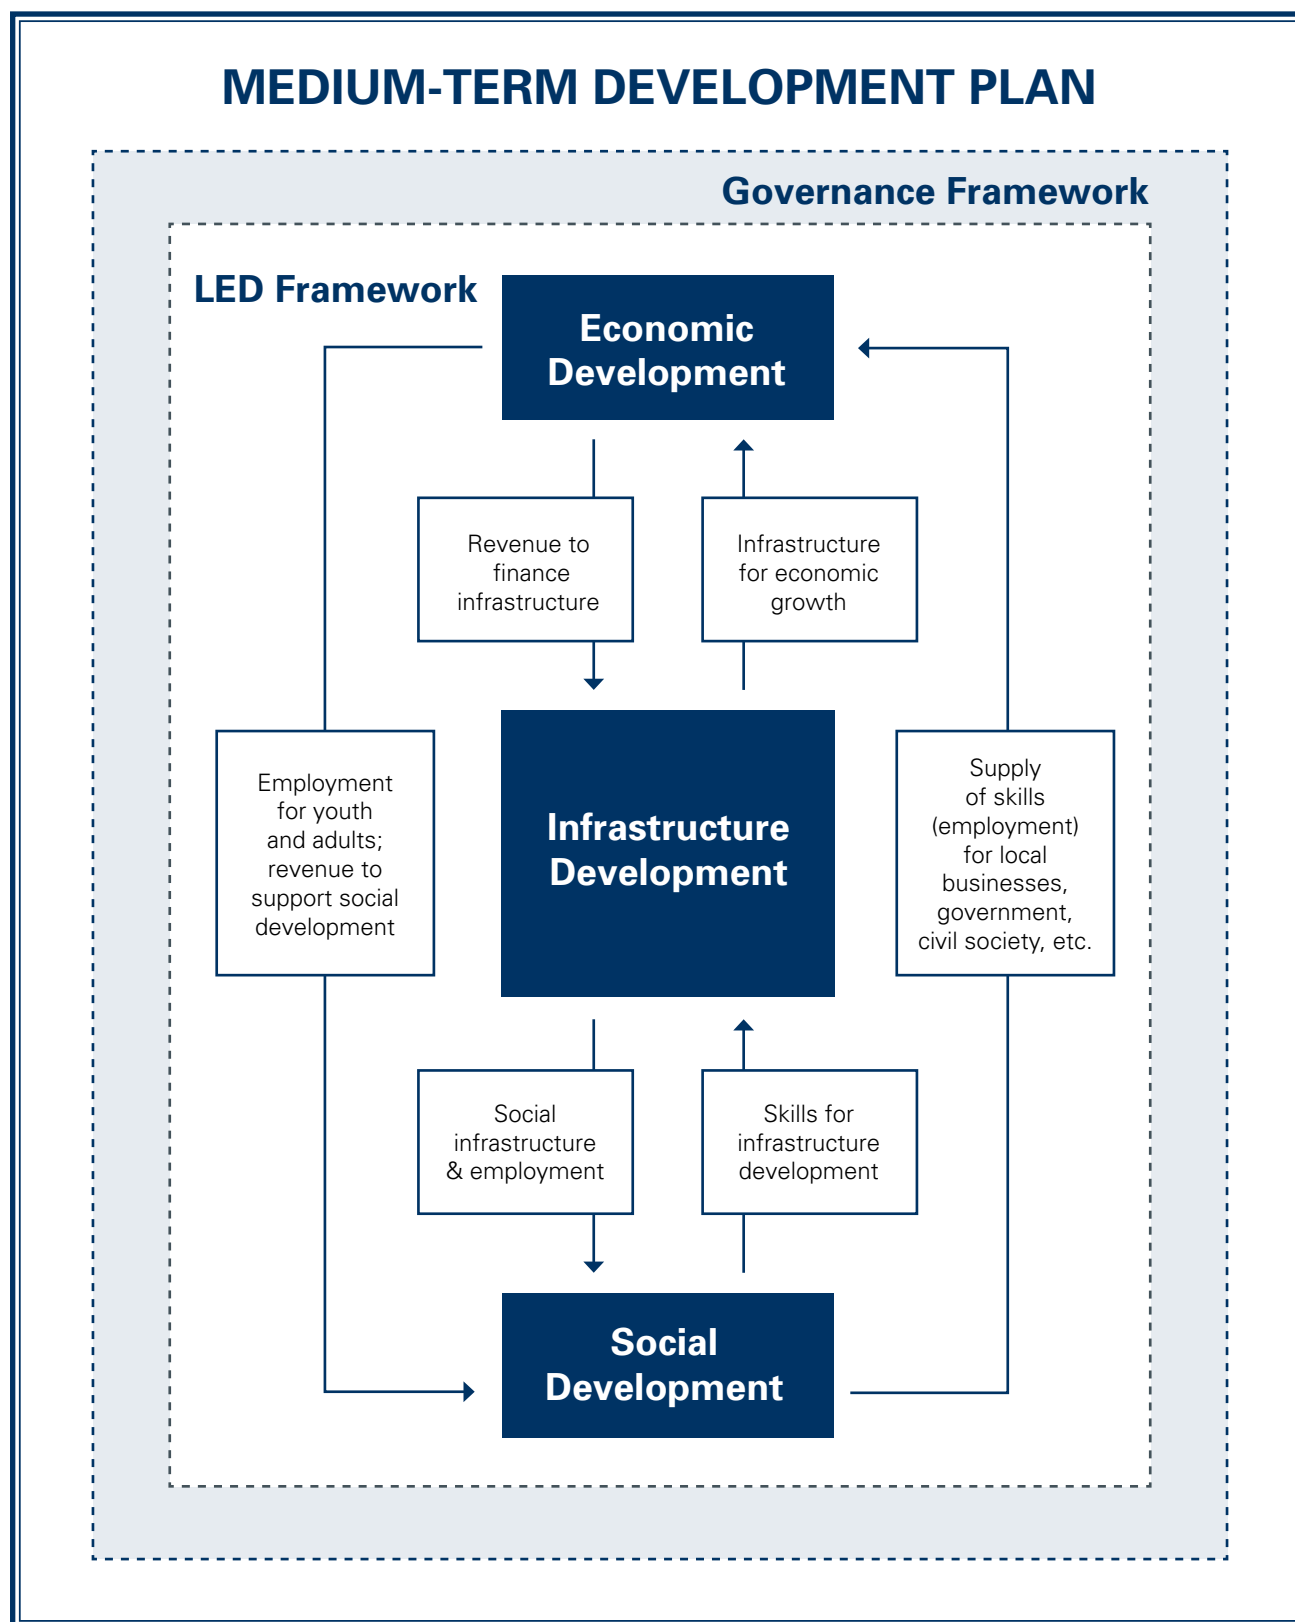 MEDIUM-TERM DEVELOPMENT PLAN
Governance Framework
LED Framework
Economic
Development
Revenue to
finance
infrastructure
Infrastructure
for economic
growth
Employment
for youth
and adults;
revenue to
support social
development
Infrastructure
Development
Supply
of skills
(employment)
for local
businesses,
government,
civil society, etc.
Social
infrastructure
& employment
Skills for
infrastructure
development
Social
Development